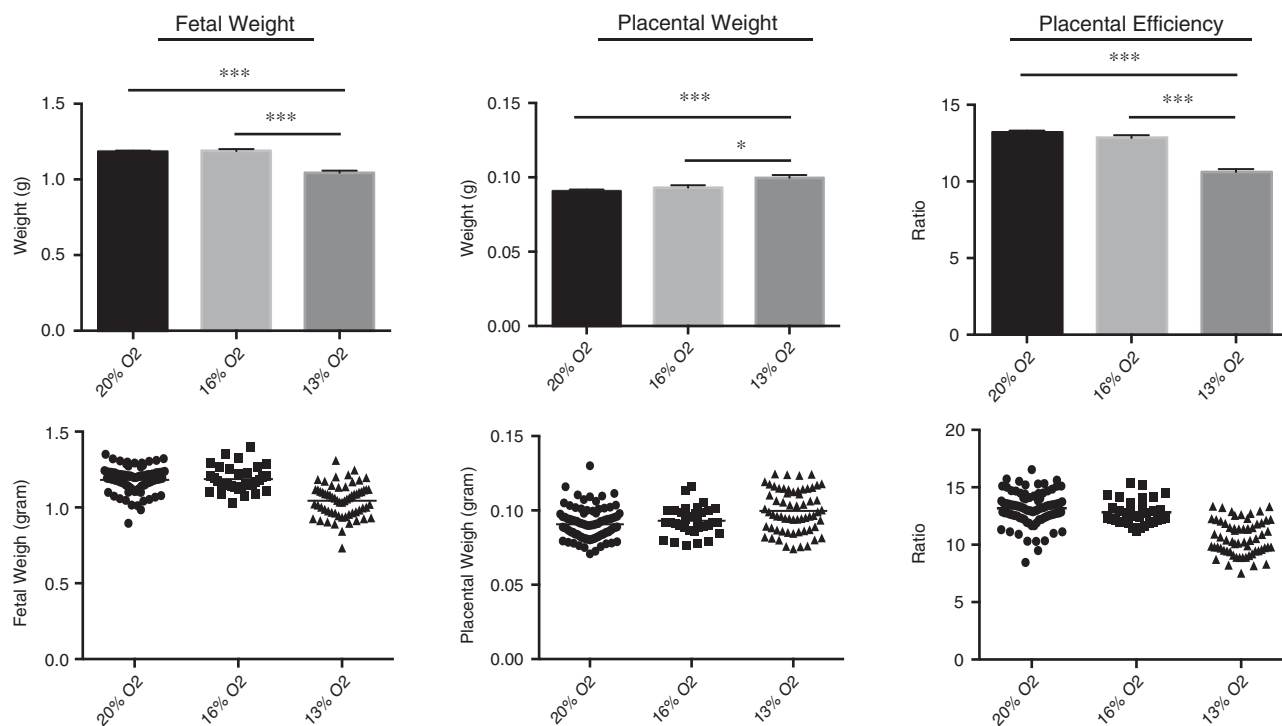 Fetal Weight
***
***
1.5
1.0
0.5
0.0
Weight (g)
20% O2
16% O2
13% O2
Placental Weight
***
*
0.15
0.10
0.05
0.00
Weight (g)
20% O2
16% O2
13% O2
Placental Efficiency
***
***
15
10
5
0
Ratio
20% O2
16% O2
13% O2
1.5
1.0
0.5
0.0
Fetal Weigh (gram)
20% O2
16% O2
13% O2
0.15
0.10
0.05
0.00
Placental Weigh (gram)
20% O2
16% O2
13% O2
20
15
10
5
0
Ratio
20% O2
16% O2
13% O2